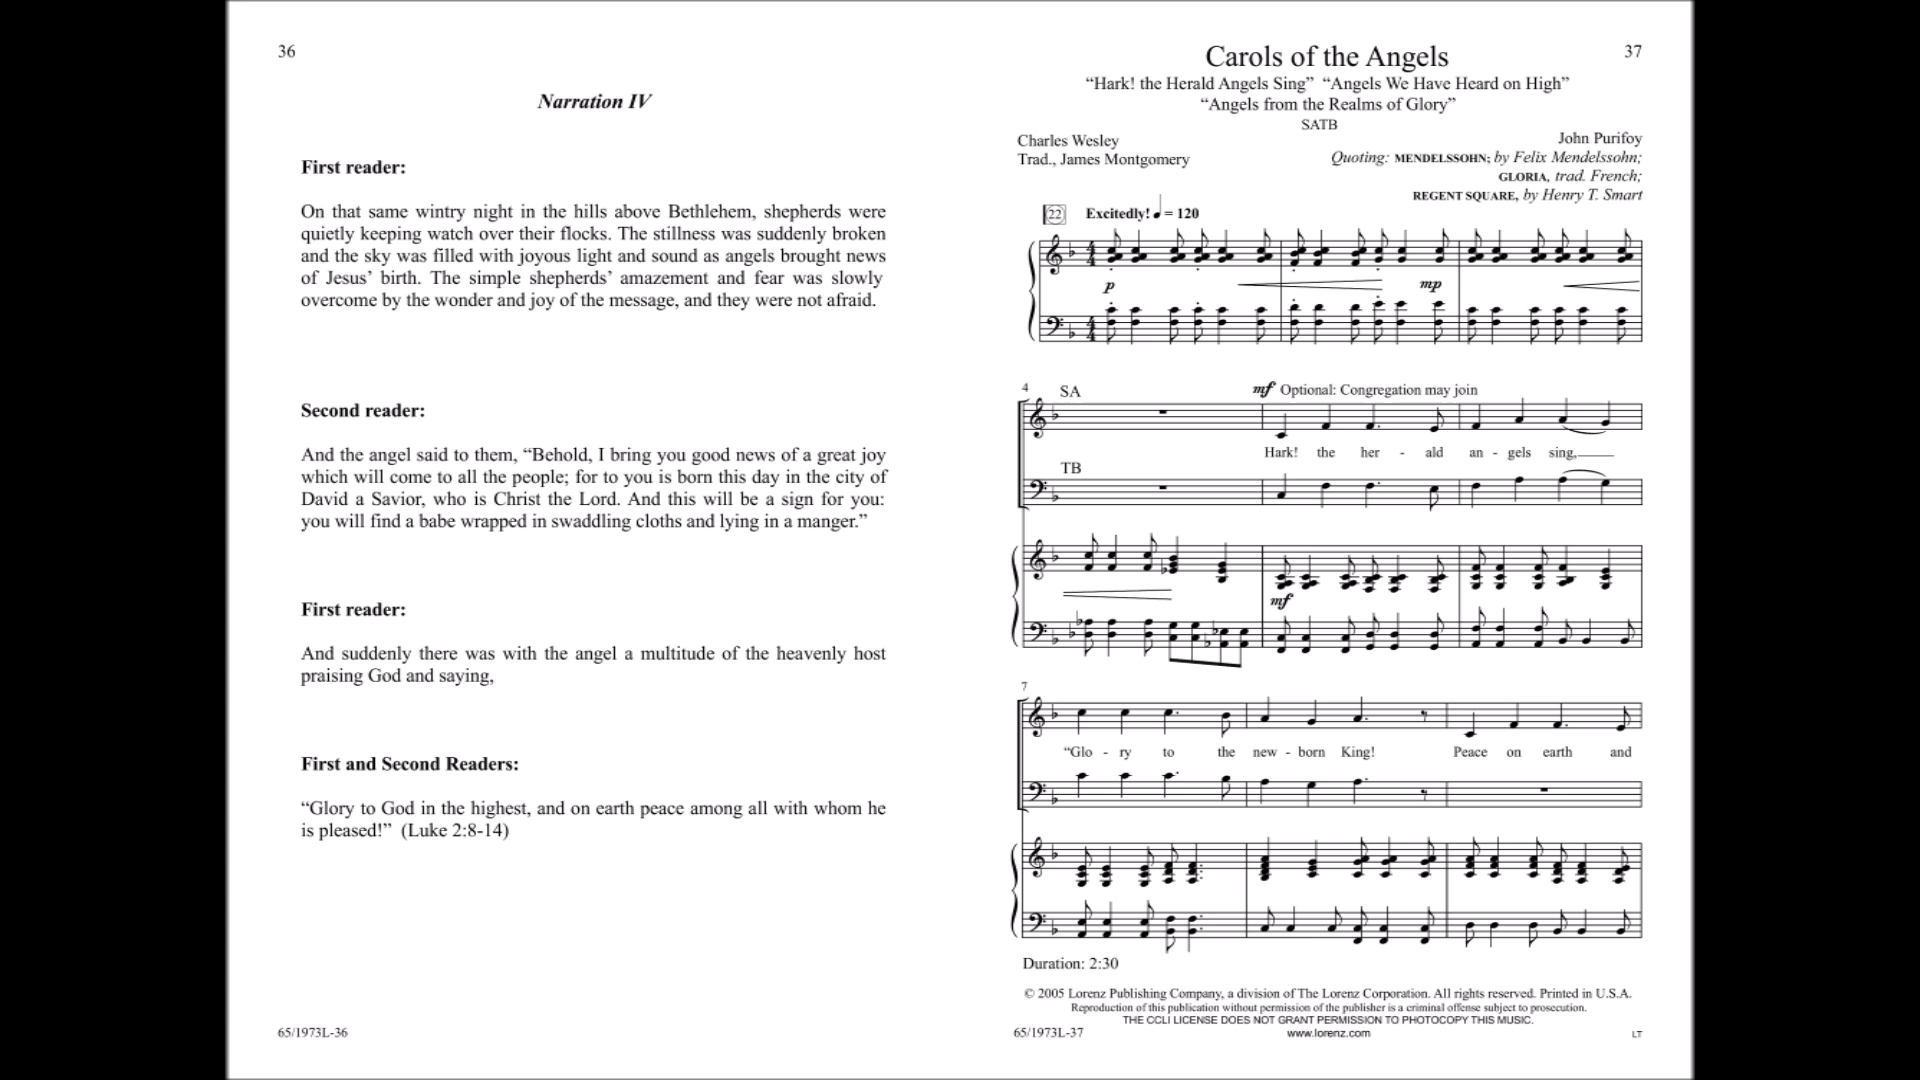 36
Narration IV
First reader:
On that same wintry night in the hills above Bethlehem, shepherds were
quietly keeping watch over their flocks. The stillness was suddenly broken
and the sky was filled with joyous light and sound as angels brought news
of Jesus’ birth. The simple shepherds’ amazement and fear was slowly
overcome by the wonder and joy of the message, and they were not afraid.
Second reader:
And the angel said to them, “Behold, I bring you good news of a great joy
which will come to all the people; for to you is born this day in the city of
David a Savior, who is Christ the Lord. And this will be a sign for you:
you will find a babe wrapped in swaddling cloths and lying in a manger.”
First reader:
And suddenly there was with the angel a multitude of the heavenly host
praising God and saying,
First and Second Readers:
“Glory to God in the highest, and on earth peace among all with whom he
is pleased!” (Luke 2:8-14)
65/1973L-36
37
Carols of the Angels
“Hark! the Herald Angels Sing” “Angels We Have Heard on High”
“Angels from the Realms of Glory”
SATB
Charles Wesley
Trad., James Montgomery
John Purifoy
Quoting: MENDELSSOHN; by Felix Mendelssohn;
GLORIA, trad. French;
REGENT SQUARE, by Henry T. Smart
22 Excitedly! ♩ = 120
p mp
4 SA mf Optional: Congregation may join
Hark! the her - ald an - gels sing,
TB
mf
7
“Glo - ry to the new - born King! Peace on earth and
Duration: 2:30
© 2005 Lorenz Publishing Company, a division of The Lorenz Corporation. All rights reserved. Printed in U.S.A.
Reproduction of this publication without permission of the publisher is a criminal offense subject to prosecution.
THE CCLI LICENSE DOES NOT GRANT PERMISSION TO PHOTOCOPY THIS MUSIC.
65/1973L-37 www.lorenz.com LT